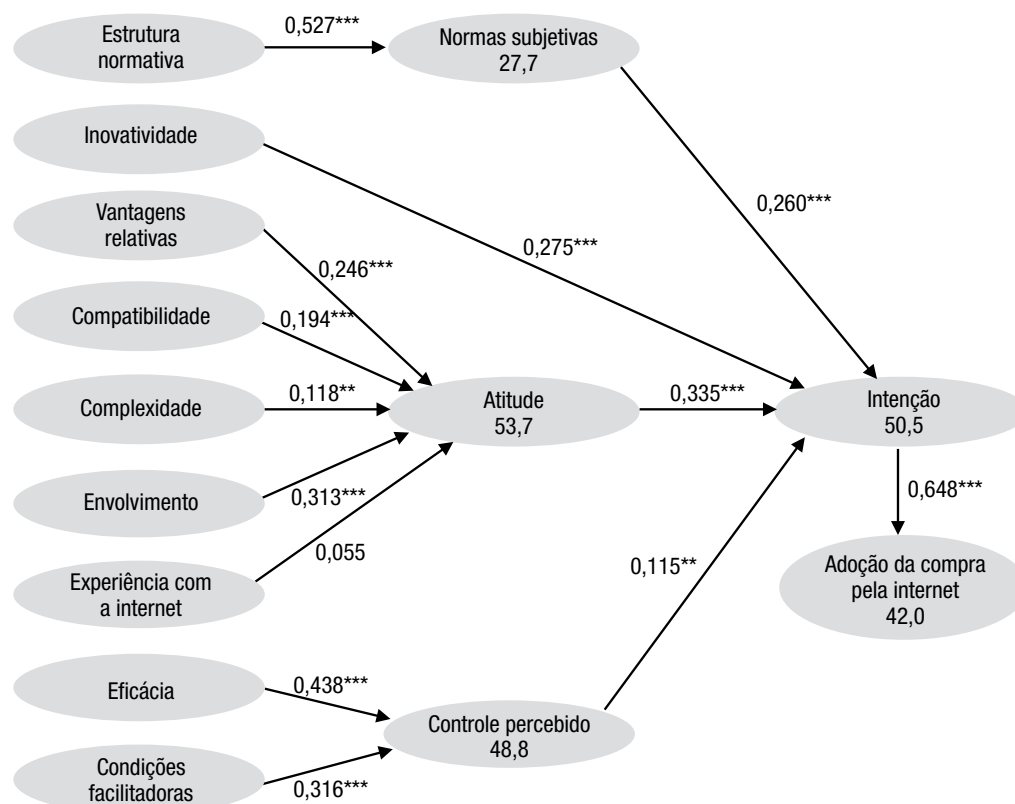 Estrutura
normativa
0,527***
Normas subjetivas
27,7
Inovatividade
0,260***
Vantagens
relativas
0,275***
0,246***
Compatibilidade
0,194***
Complexidade
0,118**
Atitude
53,7
0,335***
Intenção
50,5
Envolvimento
0,313***
0,648***
Experiência com
a internet
0,055
0,115**
Adoção da compra
pela internet
42,0
Eficácia
0,438***
Controle percebido
48,8
Condições
facilitadoras
0,316***